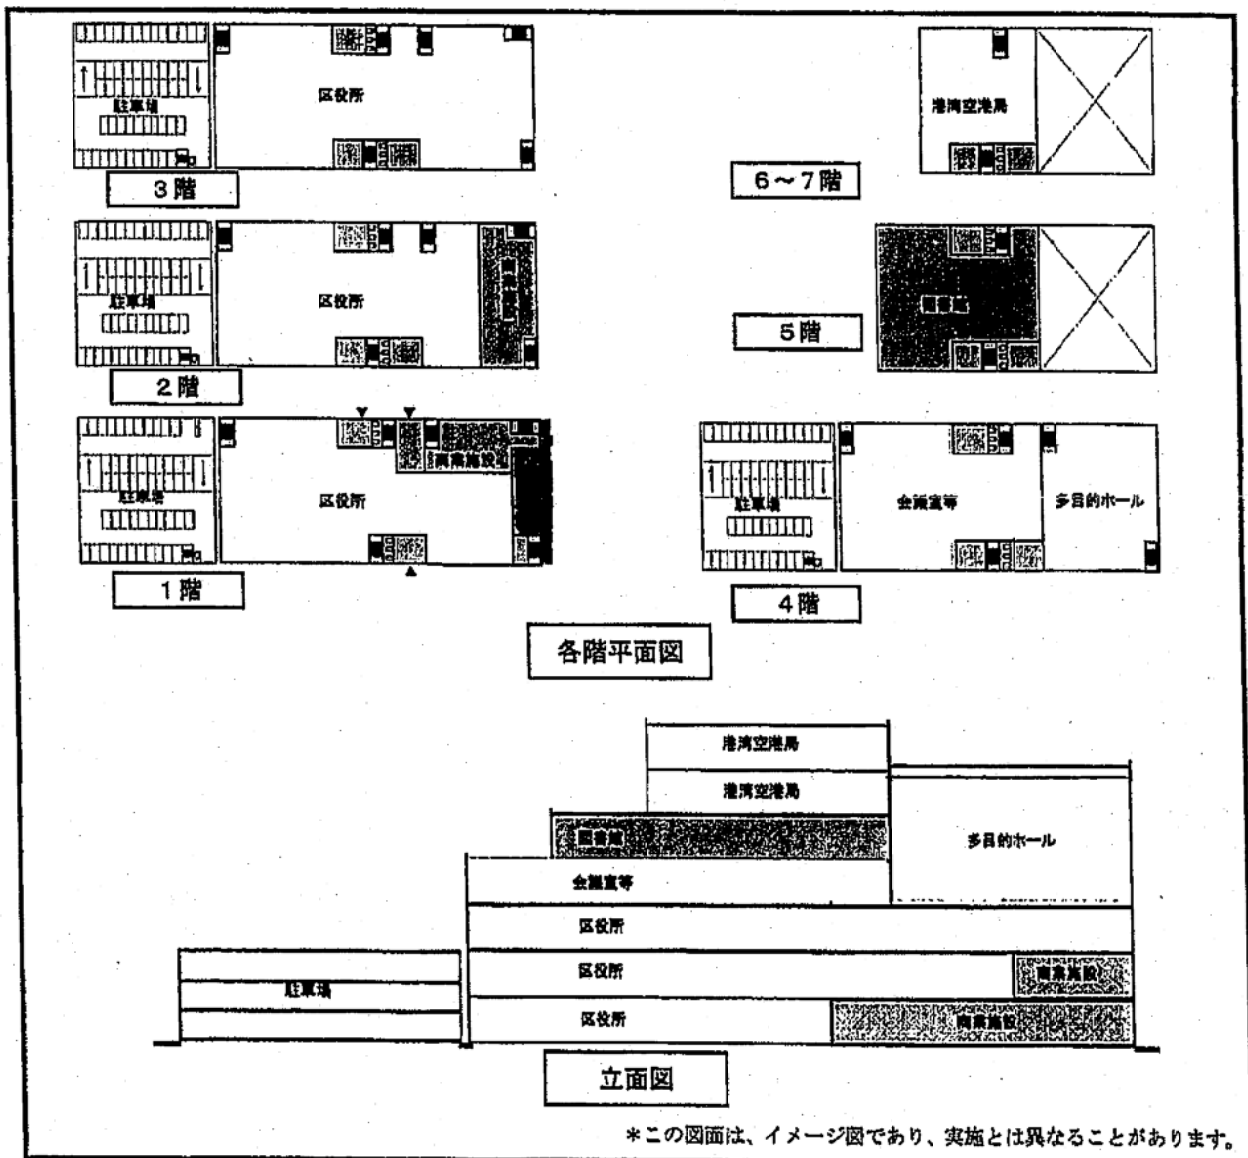 駐車場
区役所
3階
港湾空港局
6～7階
駐車場
区役所
商業施設
2階
図書館
5階
駐車場
区役所
商業施設
1階
駐車場
会議室等
多目的ホール
4階
各階平面図
港湾空港局
港湾空港局
図書館
多目的ホール
会議室等
区役所
区役所
商業施設
駐車場
区役所
商業施設
立面図
＊この図面は、イメージ図であり、実施とは異なることがあります。